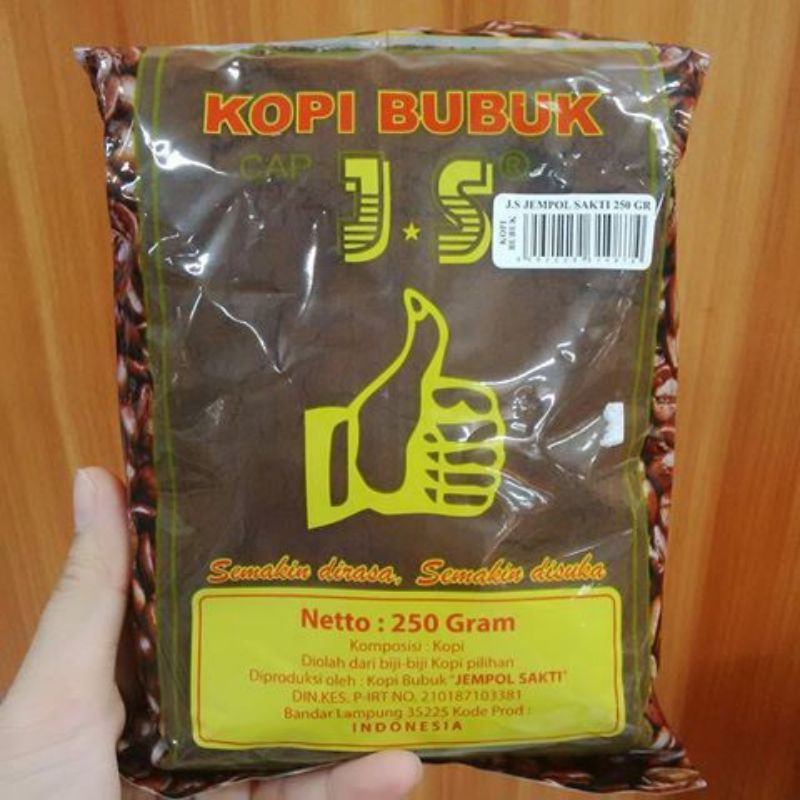 KOPI BUBUK
CAP J.S®
J.S JEMPOL SAKTI 250 GR
KOPI BUBUK
Semakin dirasa, Semakin disuka
Netto : 250 Gram
Komposisi : Kopi
Diolah dari biji-biji Kopi pilihan
Diproduksi oleh : Kopi Bubuk "JEMPOL SAKTI"
DIN.KES. P-IRT NO. 210187103381
Bandar Lampung 35225 Kode Prod :
INDONESIA